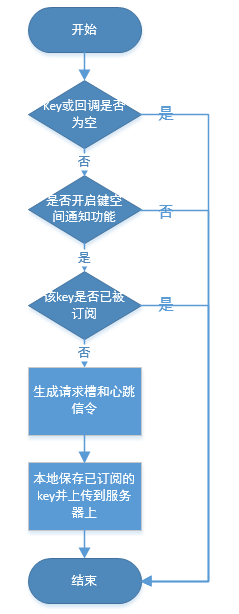 开始
Key或回调是否
为空
是
否
是否开启键空
间通知功能
否
是
该key是否已被
订阅
是
否
生成请求槽和心跳
信令
本地保存已订阅的
key并上传到服务
器上
结束